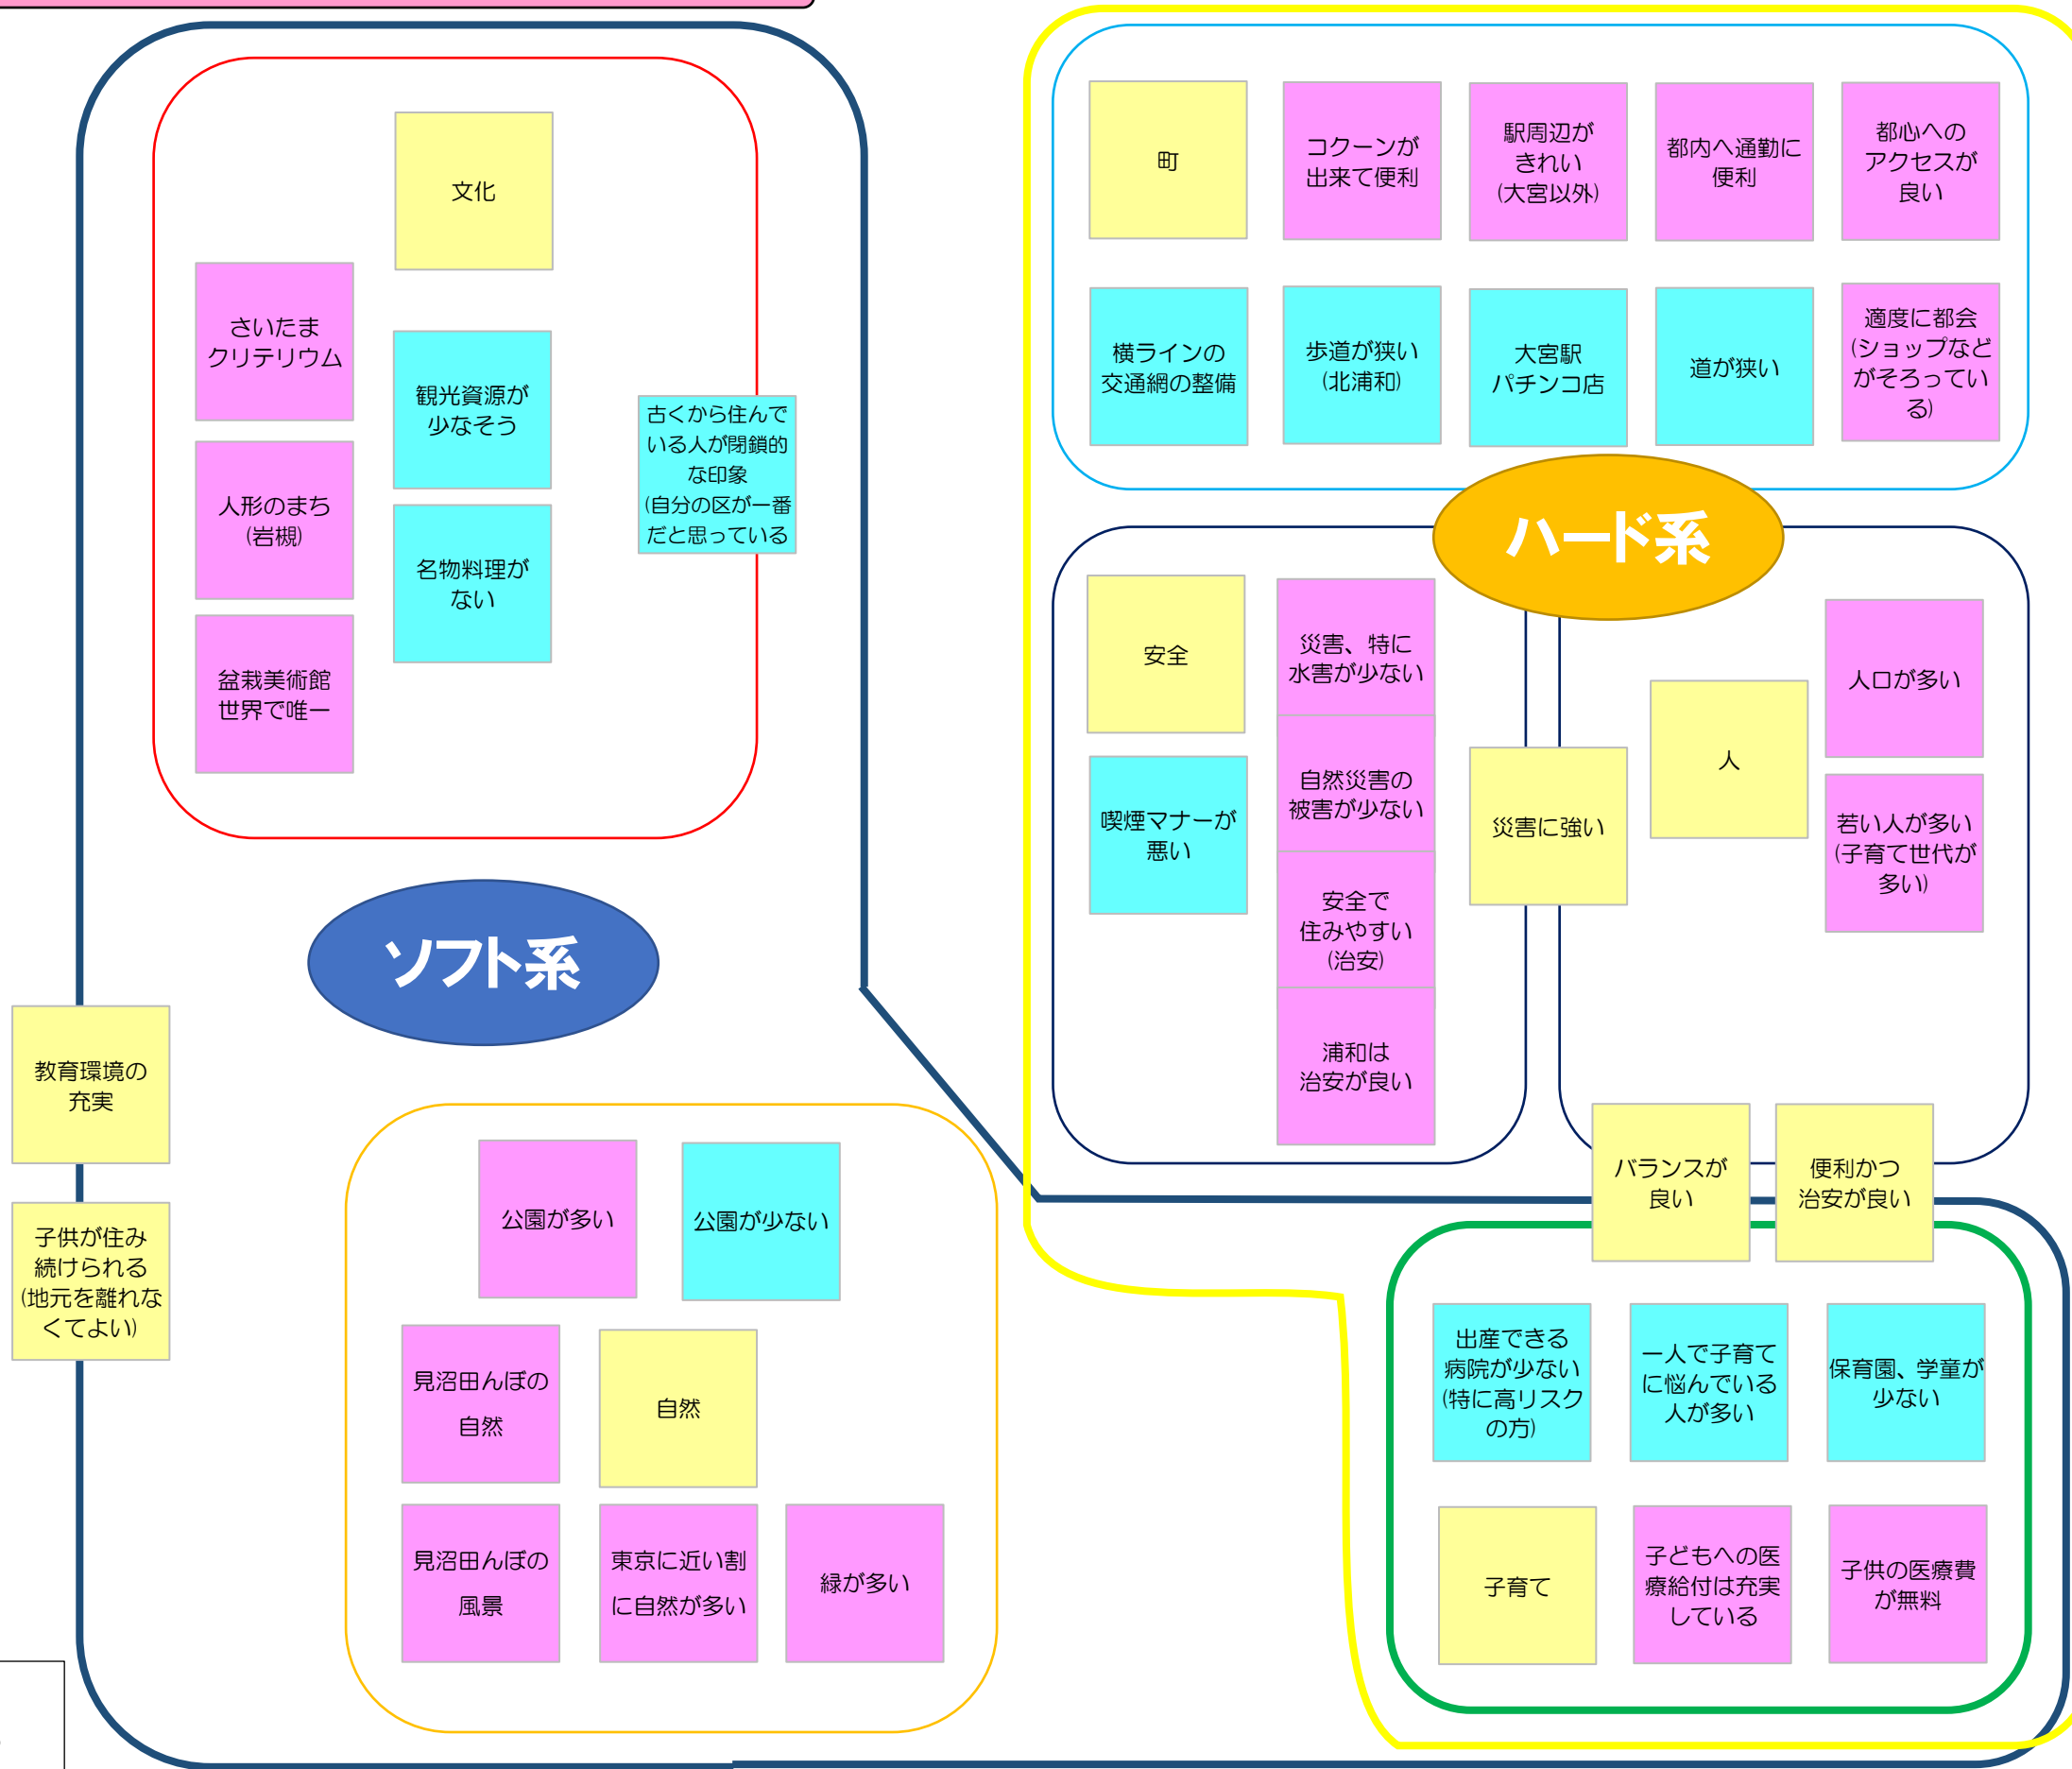 文化
さいたま
クリテリウム
観光資源が
少なそう
古くから住んで
いる人が閉鎖的
な印象
(自分の区が一番
だと思っている
人形のまち
(岩槻)
名物料理が
ない
盆栽美術館
世界で唯一
ソフト系
教育環境の
充実
子供が住み
続けられる
(地元を離れな
くてよい)
公園が多い
公園が少ない
見沼田んぼの
自然
自然
見沼田んぼの
風景
東京に近い割
に自然が多い
緑が多い
町
コクーンが
出来て便利
駅周辺が
きれい
(大宮以外)
都内へ通勤に
便利
都心への
アクセスが
良い
横ラインの
交通網の整備
歩道が狭い
(北浦和)
大宮駅
パチンコ店
道が狭い
適度に都会
(ショップなど
がそろってい
る)
ハード系
安全
災害、特に
水害が少ない
自然災害の
被害が少ない
安全で
住みやすい
(治安)
浦和は
治安が良い
喫煙マナーが
悪い
災害に強い
人
人口が多い
若い人が多い
(子育て世代が
多い)
バランスが
良い
便利かつ
治安が良い
出産できる
病院が少ない
(特に高リスク
の方)
一人で子育て
に悩んでいる
人が多い
保育園、学童が
少ない
子育て
子どもへの医
療給付は充実
している
子供の医療費
が無料